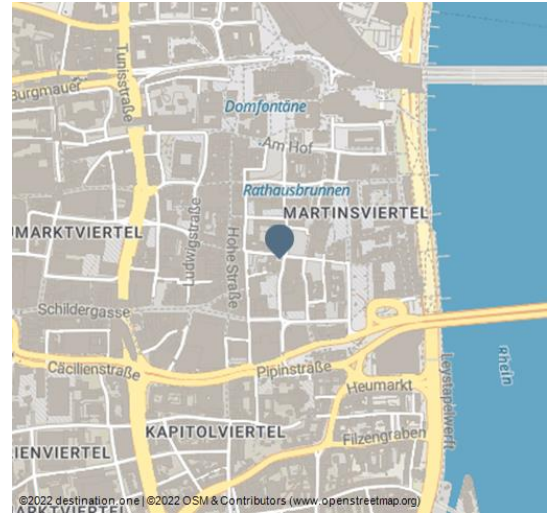 Burgmauer
Tunisstraße
Domfontäne
Am Hof
Rathausbrunnen
MARTINSVIERTEL
UMARKTVIERTEL
Ludwigstraße
Hohe Straße
Schildergasse
Cäcilienstraße
Pipinstraße
Heumarkt
Leystapelwerft
Rhein
KAPITOLVIERTEL
Filzengraben
IENVIERTEL
ARKTVIERTEL
©2022 destination.one | ©2022 OSM & Contributors (www.openstreetmap.org)